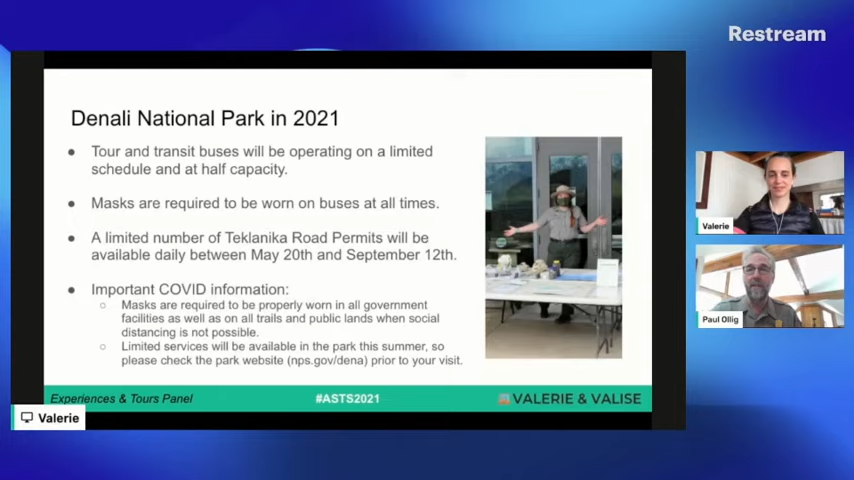 Restream
Denali National Park in 2021
● Tour and transit buses will be operating on a limited
schedule and at half capacity.
● Masks are required to be worn on buses at all times.
● A limited number of Teklanika Road Permits will be
available daily between May 20th and September 12th.
● Important COVID information:
○ Masks are required to be properly worn in all government
facilities as well as on all trails and public lands when social
distancing is not possible.
○ Limited services will be available in the park this summer, so
please check the park website (nps.gov/dena) prior to your visit.
Experiences & Tours Panel
#ASTS2021
VALERIE & VALISE
Valerie
Valerie
Paul Ollig